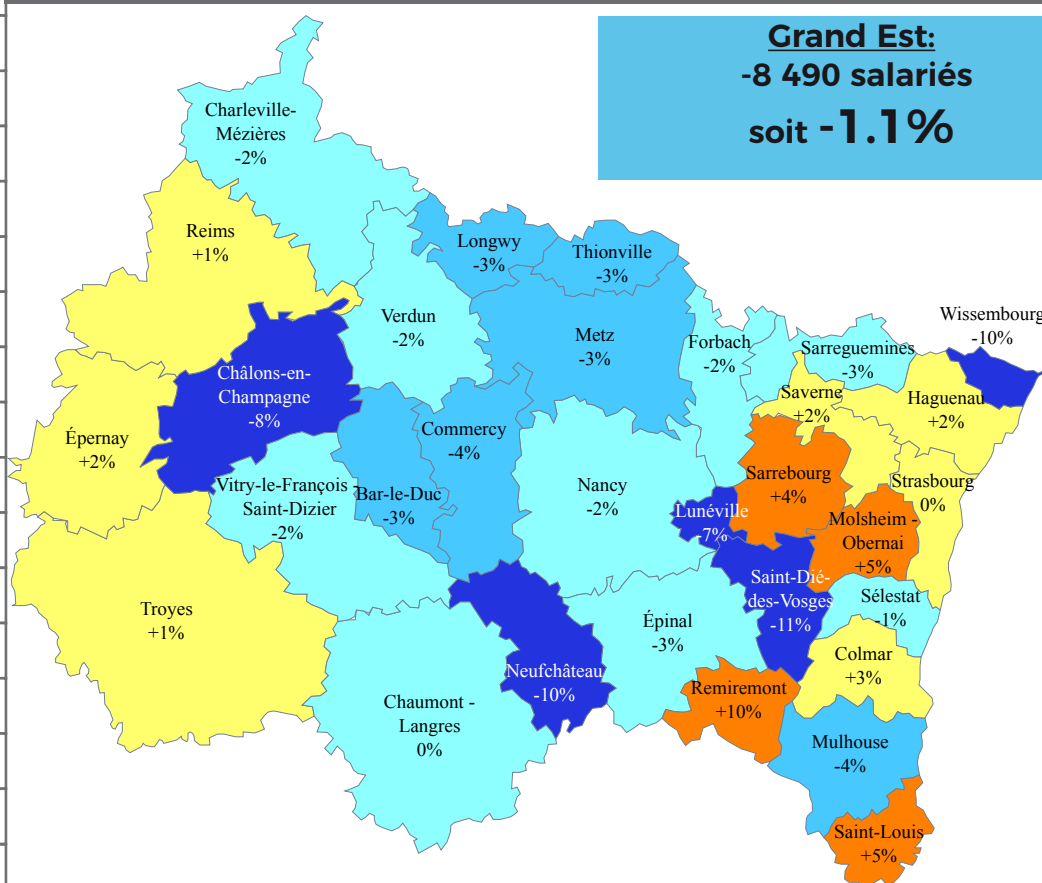 Grand Est:
-8 490 salariés
soit -1.1%
Charleville-
Mézières
-2%
Reims
+1%
Longwy
-3%
Thionville
-3%
Verdun
-2%
Metz
-3%
Forbach
-2%
Sarreguemines
-3%
Wissembourg
-10%
Châlons-en-
Champagne
-8%
Saverne
+2%
Haguenau
+2%
Épernay
+2%
Commercy
-4%
Vitry-le-François -
Saint-Dizier
-2%
Bar-le-Duc
-3%
Nancy
-2%
Sarrebourg
+4%
Strasbourg
0%
Lunéville
-7%
Molsheim -
Obernai
+5%
Saint-Dié-
des-Vosges
-11%
Sélestat
-1%
Troyes
+1%
Épinal
-3%
Colmar
+3%
Neufchâteau
-10%
Remiremont
+10%
Chaumont -
Langres
0%
Mulhouse
-4%
Saint-Louis
+5%